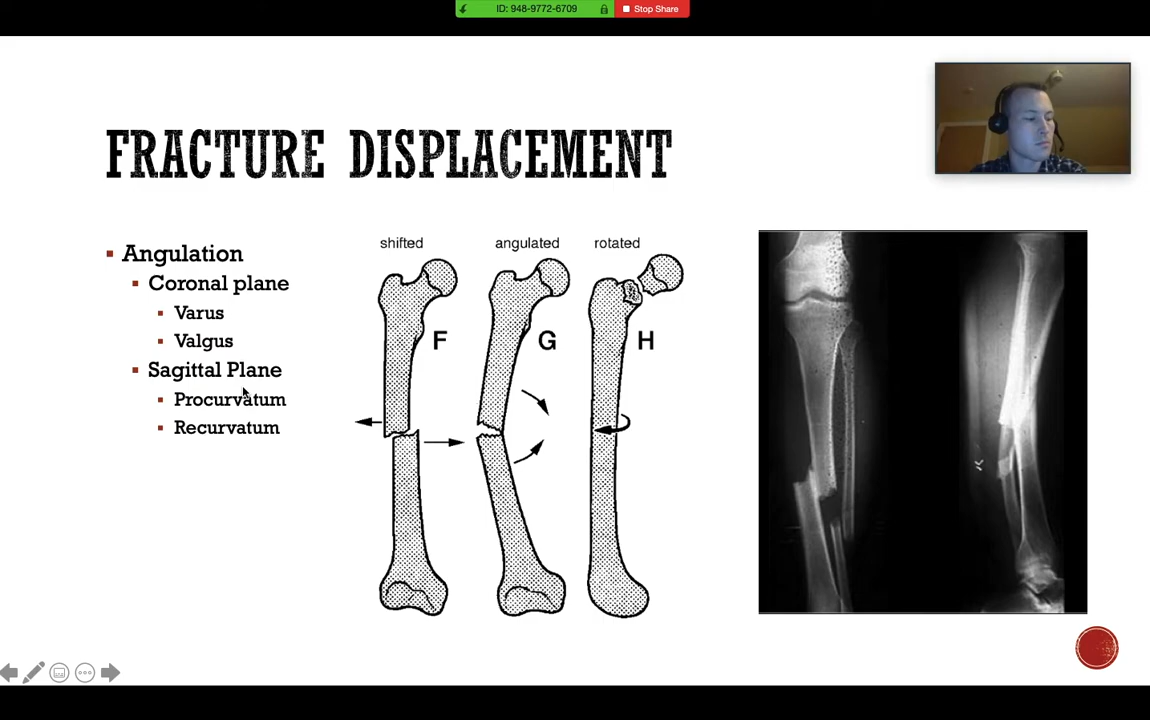 ID: 948-9772-6709
Stop Share
FRACTURE DISPLACEMENT
Angulation
Coronal plane
Varus
Valgus
Sagittal Plane
Procurvatum
Recurvatum
shifted
angulated
rotated
F
G
H